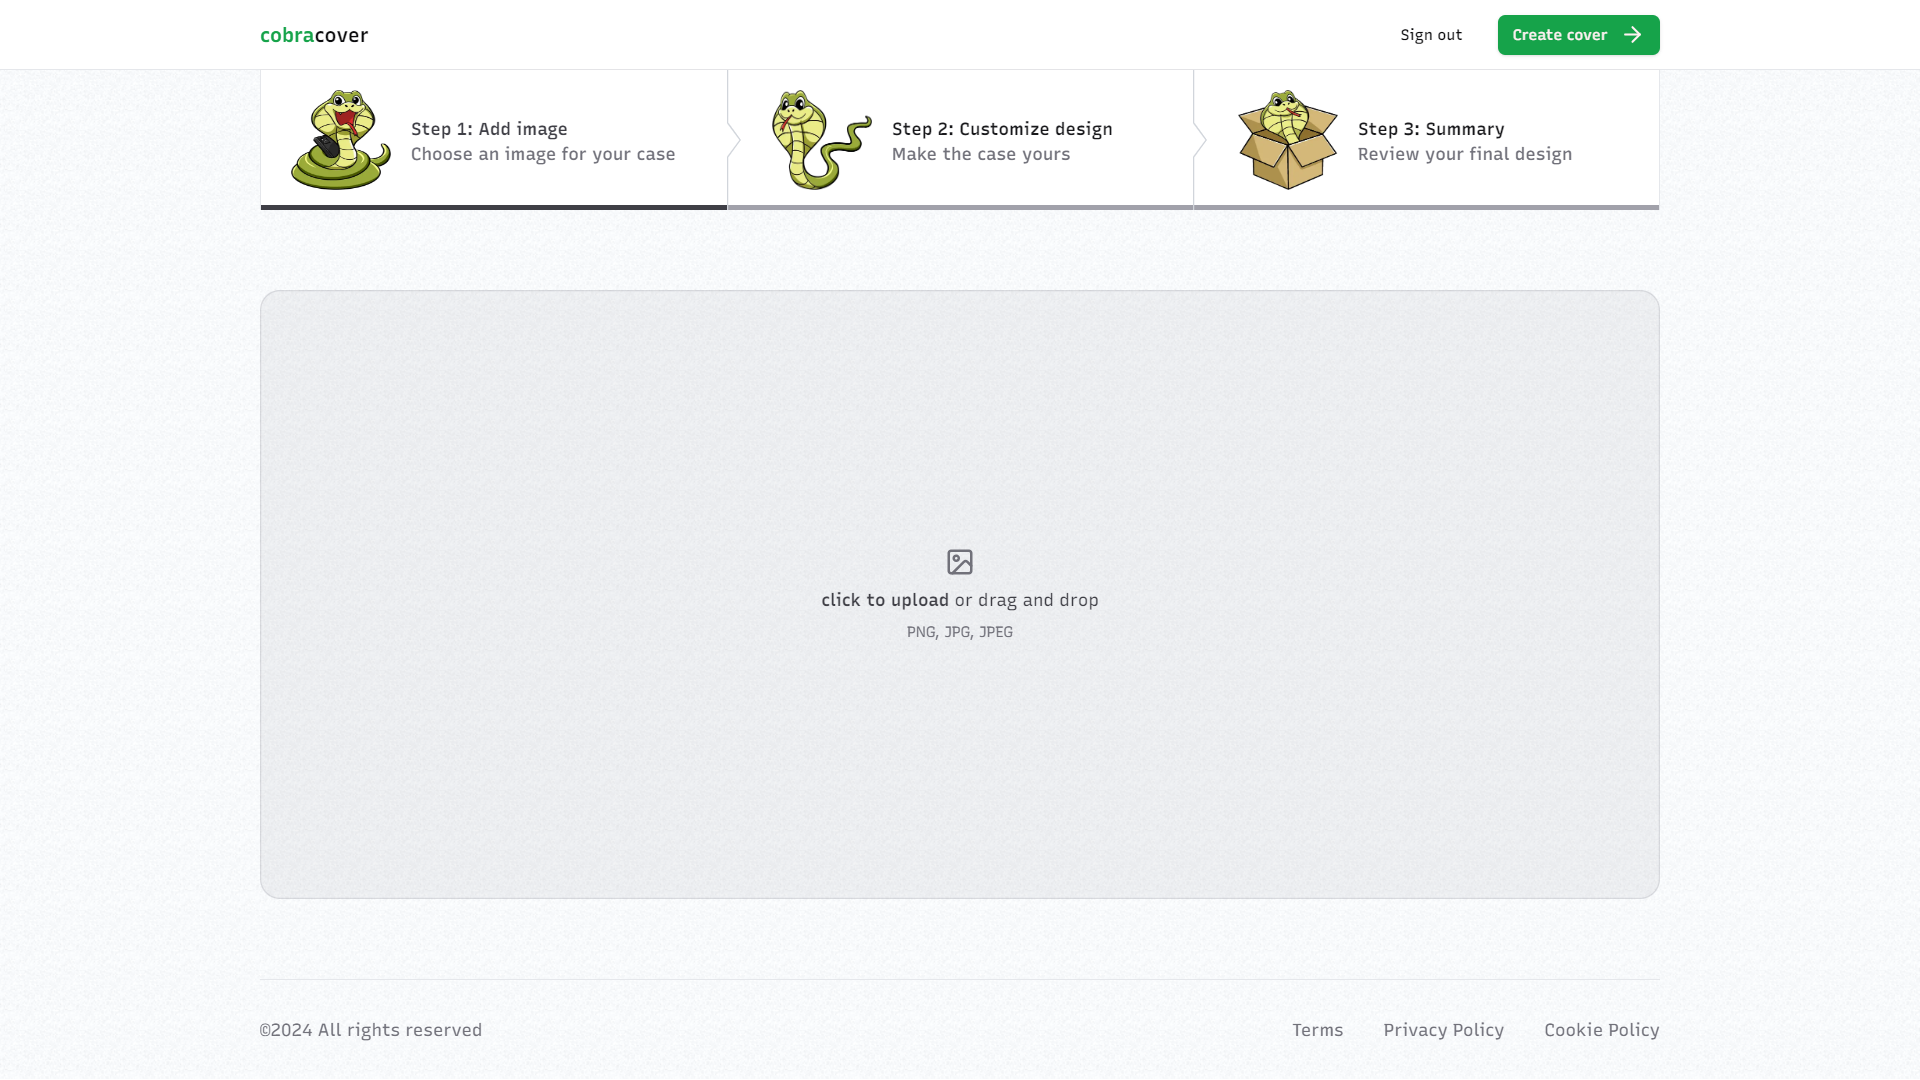 cobracover
Sign out
Create cover
Step 1: Add image
Choose an image for your case
Step 2: Customize design
Make the case yours
Step 3: Summary
Review your final design
click to upload or drag and drop
PNG, JPG, JPEG
©2024 All rights reserved
Terms
Privacy Policy
Cookie Policy